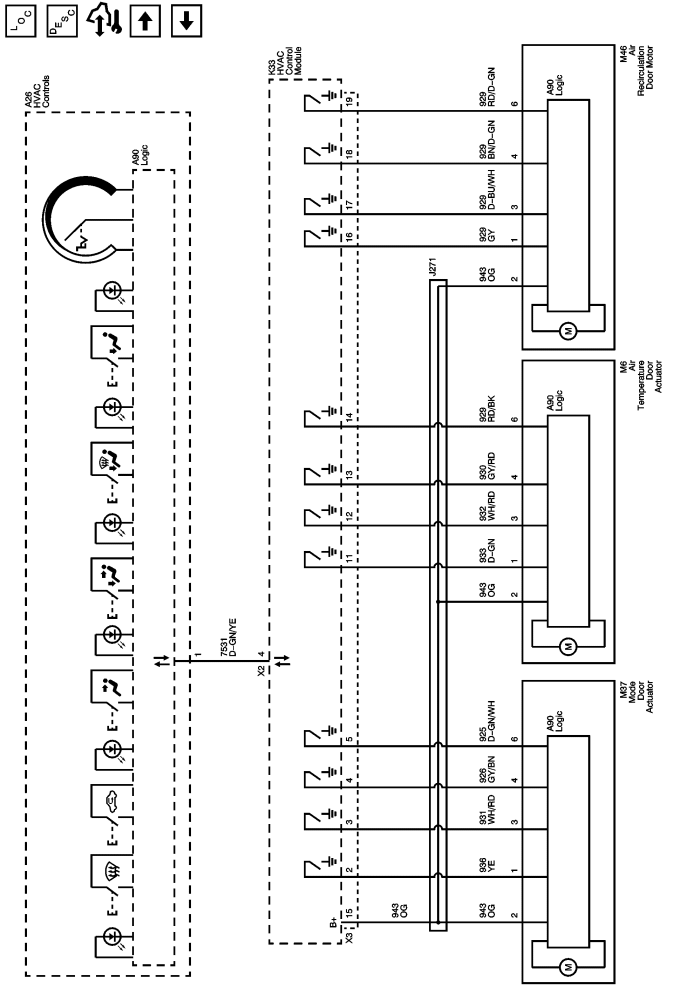 LOC
DESC
A26
HVAC
Controls
A90
Logic
K33
HVAC
Control
Module
M46
Air
Recirculation
Door Motor
A90
Logic
19
929
RD/D-GN
6
18
929
BN/D-GN
4
17
929
D-BU/WH
3
16
929
GY
1
J271
943
OG
2
M
M6
Air
Temperature
Door
Actuator
A90
Logic
14
929
RD/BK
6
13
930
GY/RD
4
12
932
WH/RD
3
11
933
D-GN
1
943
OG
2
M
1
7531
D-GN/YE
4
X2
M37
Mode
Door
Actuator
A90
Logic
5
925
D-GN/WH
6
4
926
GY/BN
4
3
931
WH/RD
3
2
936
YE
1
B+
15
X3
943
OG
943
OG
2
M